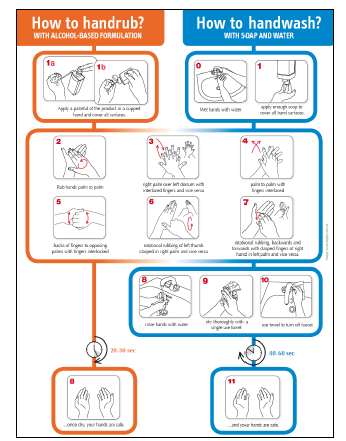 How to handrub?
WITH ALCOHOL-BASED FORMULATION
How to handwash?
WITH SOAP AND WATER
1a
1b
Apply a palmful of the product in a cupped
hand and cover all surfaces.
0
Wet hands with water
1
apply enough soap to
cover all hand surfaces.
2
Rub hands palm to palm
3
right palm over left dorsum with
interlaced fingers and vice versa
4
palm to palm with
fingers interlaced
5
backs of fingers to opposing
palms with fingers interlocked
6
rotational rubbing of left thumb
clasped in right palm and vice versa
7
rotational rubbing, backwards and
forwards with clasped fingers of right
hand in left palm and vice versa
8
rinse hands with water
9
dry thoroughly with a
single use towel
10
use towel to turn off faucet
20-30 sec
40-60 sec
8
...once dry, your hands are safe.
11
...and your hands are safe.